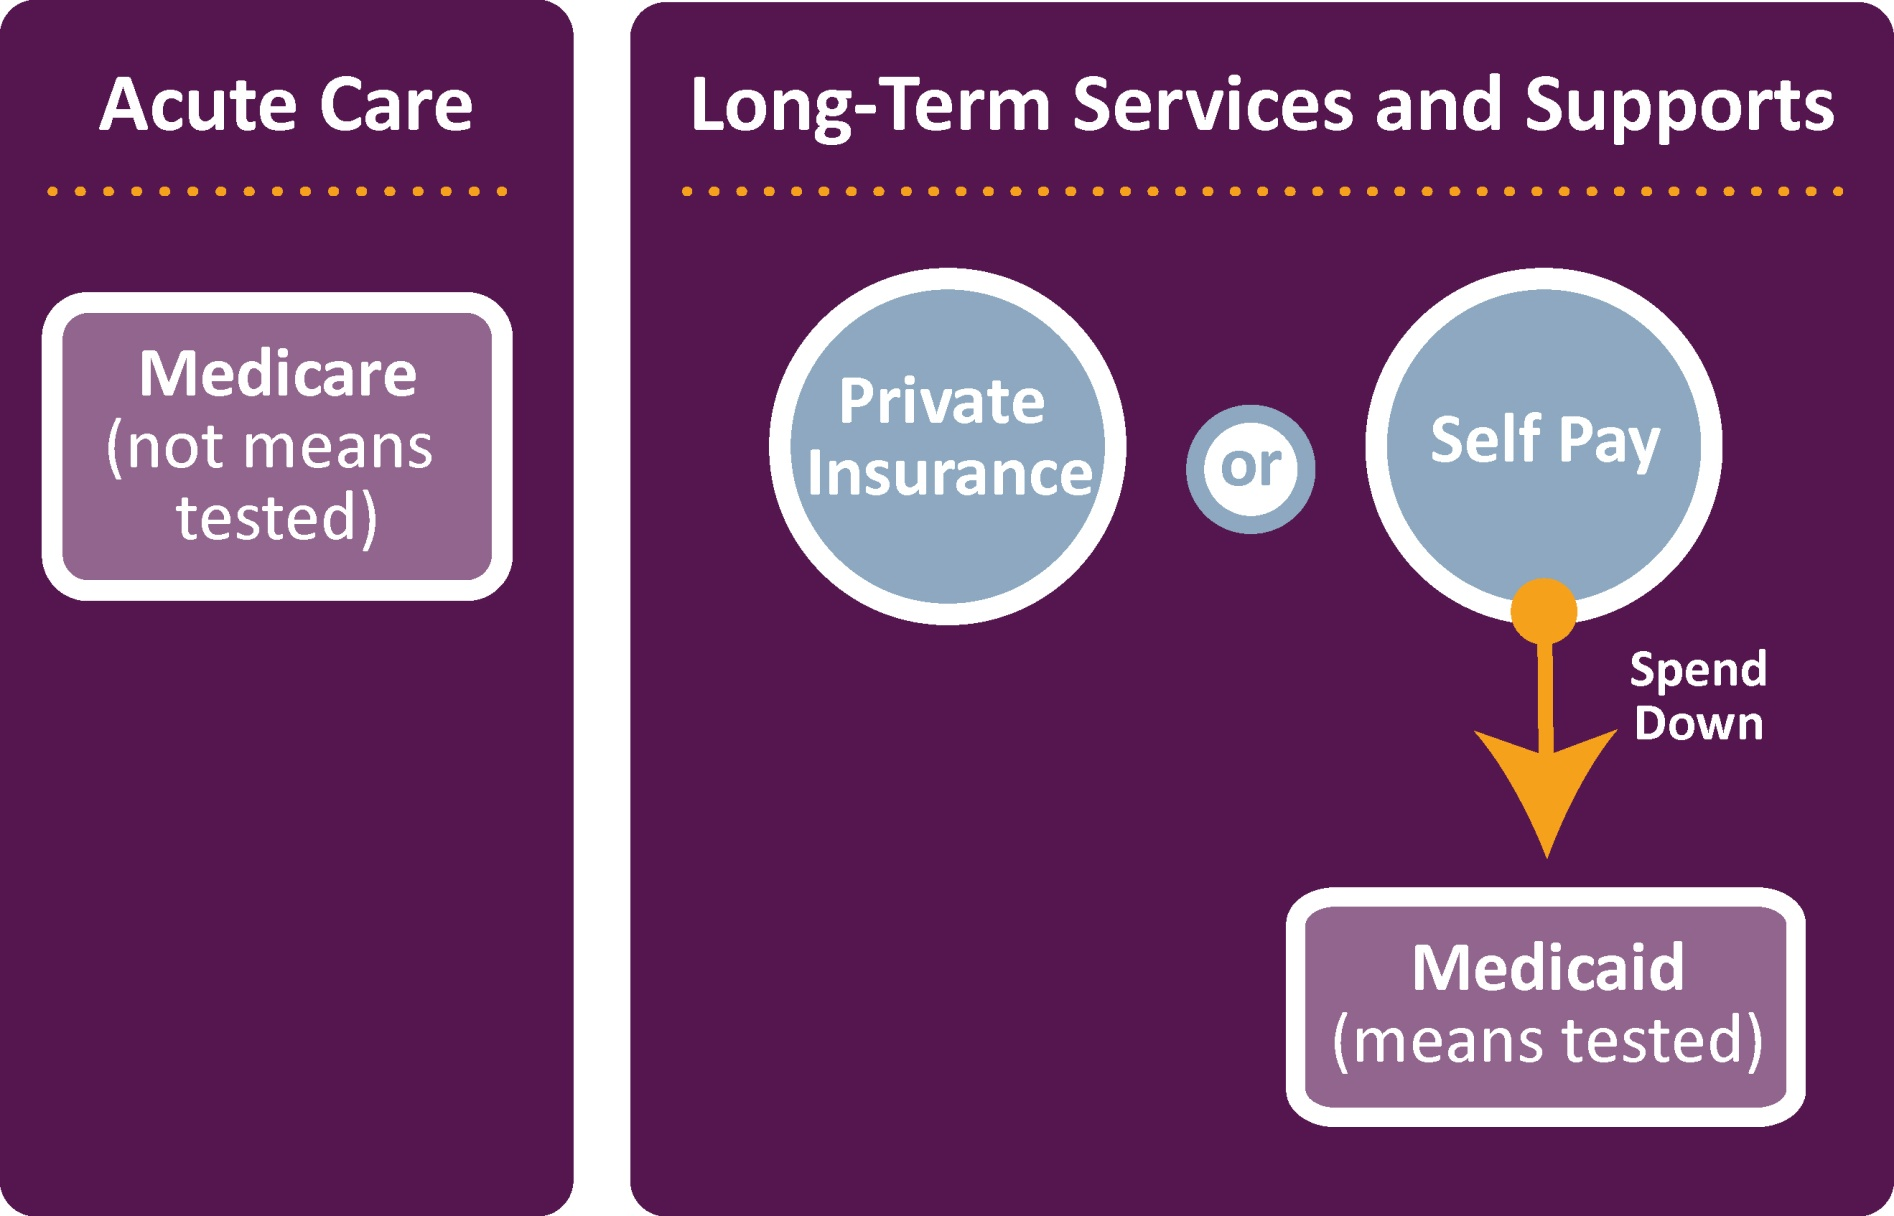 Acute Care
Medicare
(not means
tested)
Long-Term Services and Supports
Private
Insurance
or
Self Pay
Spend
Down
Medicaid
(means tested)